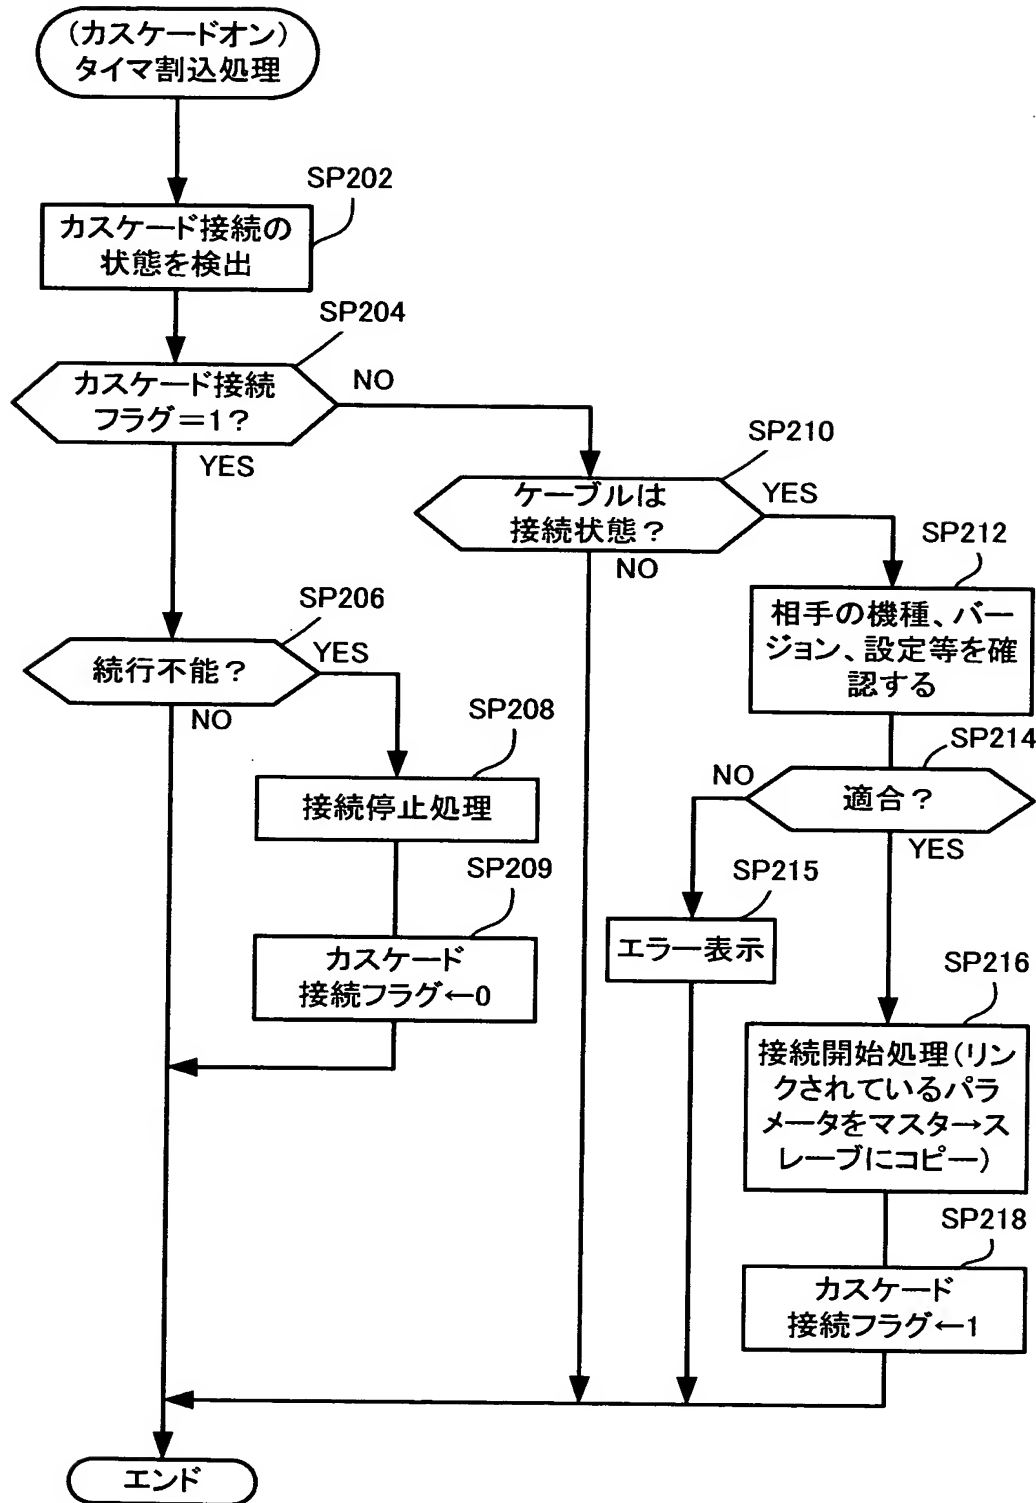 (カスケードオン)
タイマ割込処理
SP202
カスケード接続の
状態を検出
SP204
カスケード接続
フラグ＝1？
NO
YES
SP210
ケーブルは
接続状態？
YES
NO
SP212
相手の機種、バー
ジョン、設定等を確
認する
SP206
続行不能？
YES
NO
SP208
接続停止処理
SP214
適合？
NO
YES
SP209
カスケード
接続フラグ←0
SP215
エラー表示
SP216
接続開始処理(リン
クされているパラ
メータをマスター→ス
レーブにコピー)
SP218
カスケード
接続フラグ←1
エンド